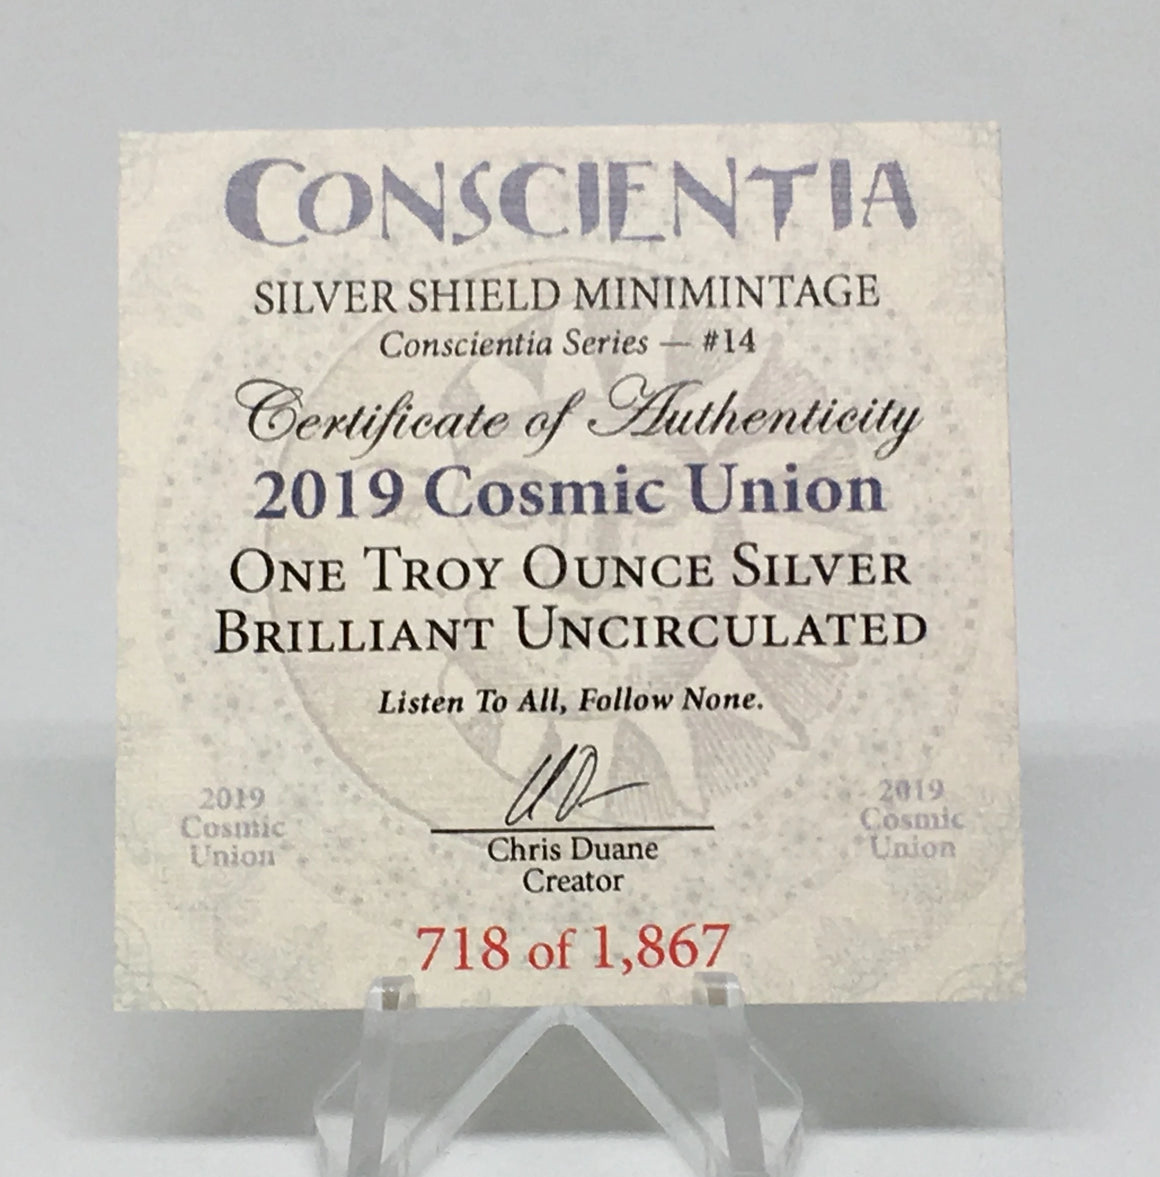 CONSCIENTIA
SILVER SHIELD MINIMINTAGE
Conscientia Series — #14
Certificate of Authenticity
2019 Cosmic Union
ONE TROY OUNCE SILVER
BRILLIANT UNCIRCULATED
Listen To All, Follow None.
2019
Cosmic
Union
2019
Cosmic
Union
Chris Duane
Creator
718 of 1,867